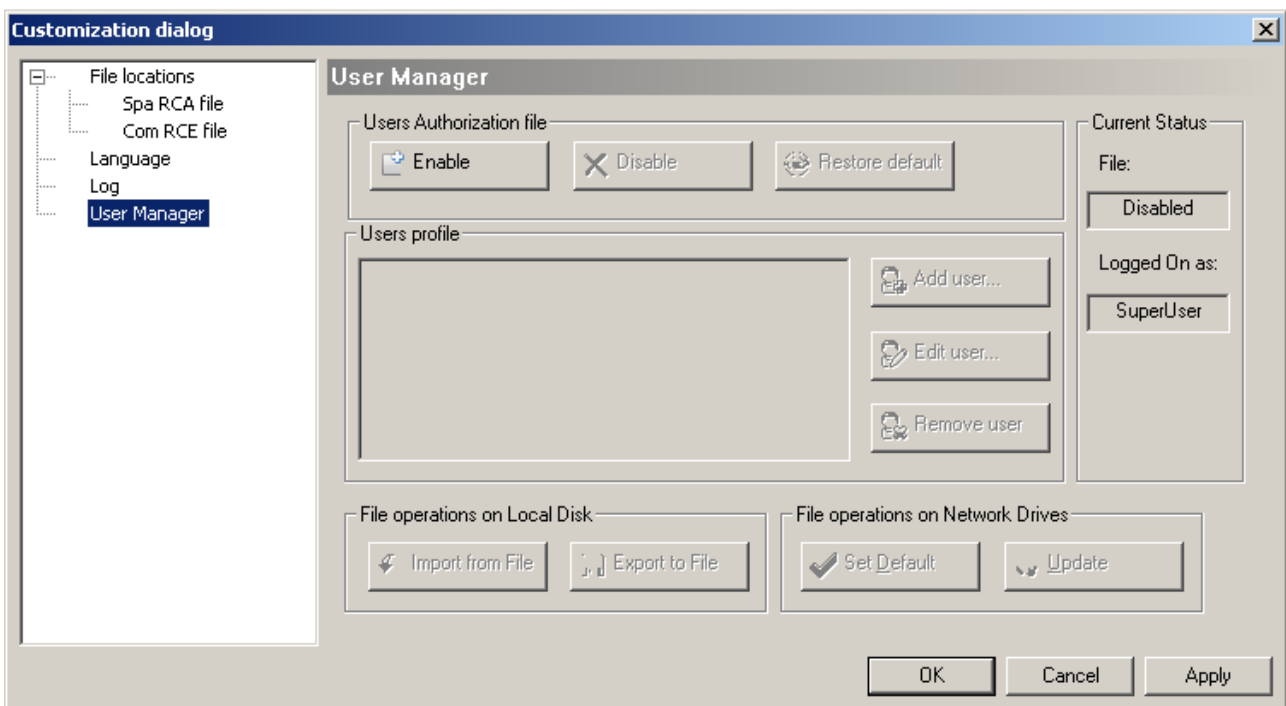 Customization dialog
File locations
Spa RCA file
Com RCE file
Language
Log
User Manager
User Manager
Users Authorization file
Enable
Disable
Restore default
Users profile
Add user...
Edit user...
Remove user
Current Status
File:
Disabled
Logged On as:
SuperUser
File operations on Local Disk
Import from File
Export to File
File operations on Network Drives
Set Default
Update
OK
Cancel
Apply